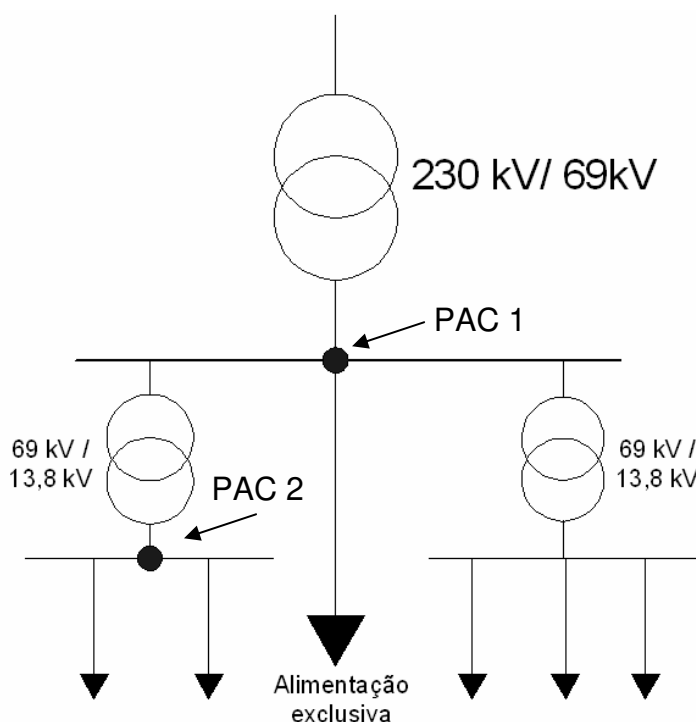 230 kV/ 69kV
PAC 1
69 kV /
13,8 kV
69 kV /
13,8 kV
PAC 2
Alimentação
exclusiva